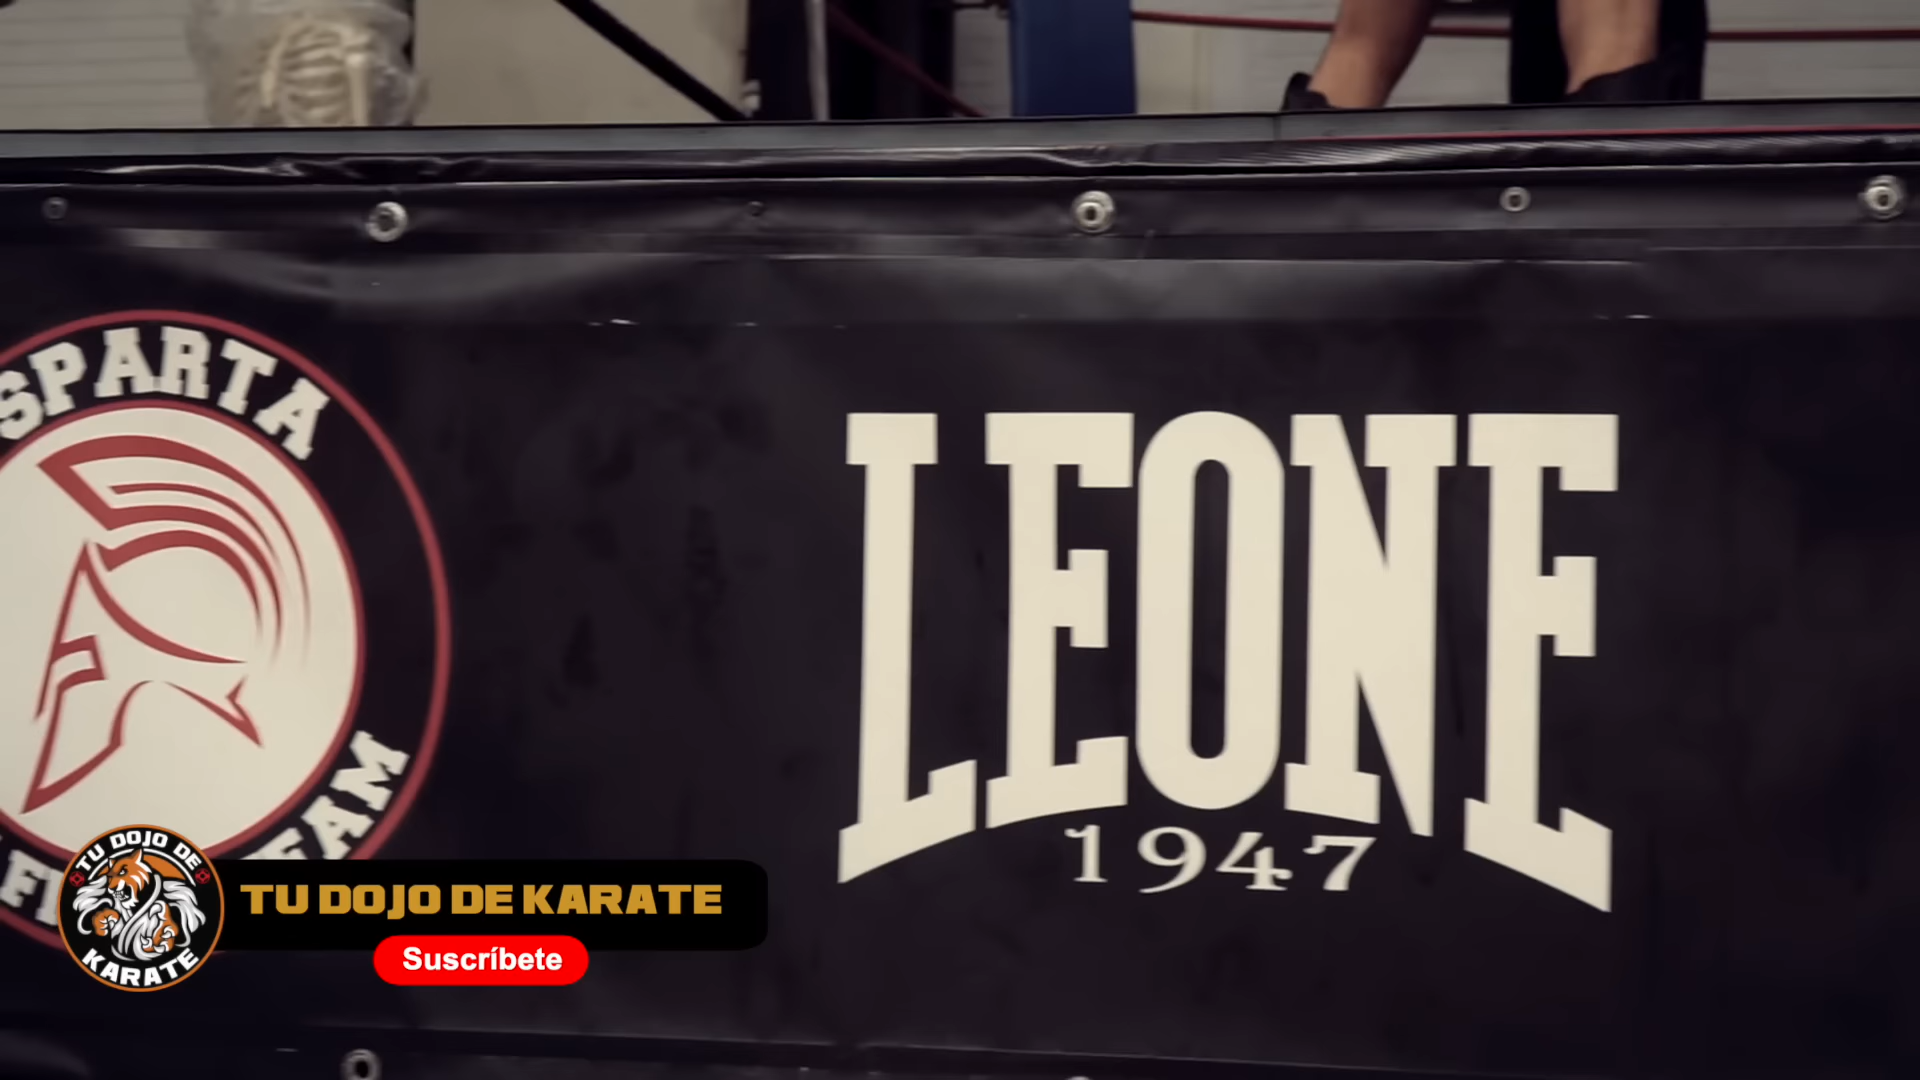 SPARTA
LEONE
1947
TU DOJO DE
KARATE
TU DOJO DE KARATE
Suscríbete